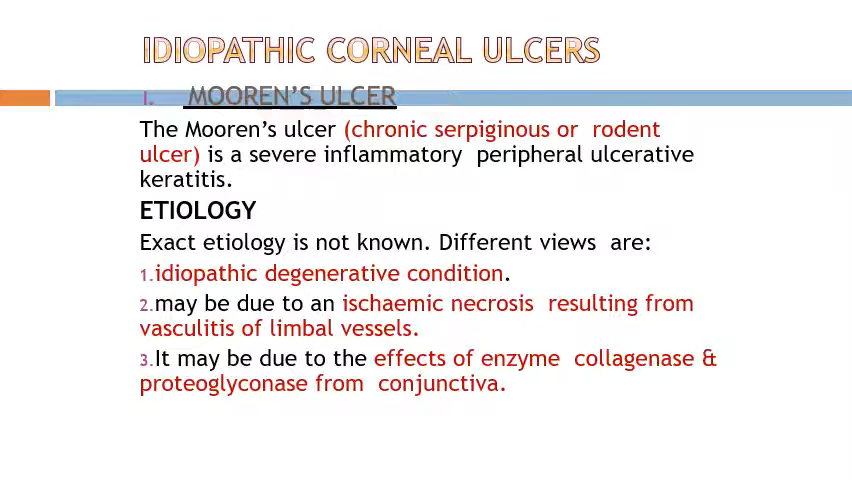 IDIOPATHIC CORNEAL ULCERS
I. MOOREN’S ULCER
The Mooren’s ulcer (chronic serpiginous or rodent
ulcer) is a severe inflammatory peripheral ulcerative
keratitis.
ETIOLOGY
Exact etiology is not known. Different views are:
1.idiopathic degenerative condition.
2.may be due to an ischaemic necrosis resulting from
vasculitis of limbal vessels.
3.It may be due to the effects of enzyme collagenase &
proteoglyconase from conjunctiva.